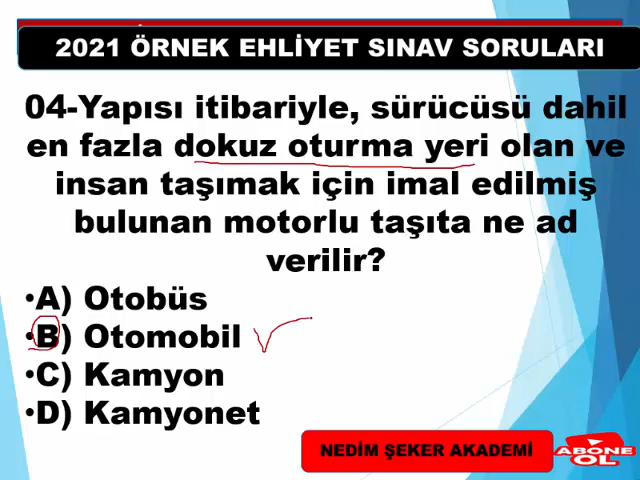 2021 ÖRNEK EHLİYET SINAV SORULARI
04-Yapısı itibariyle, sürücüsü dahil
en fazla dokuz oturma yeri olan ve
insan taşımak için imal edilmiş
bulunan motorlu taşıta ne ad
verilir?
•A) Otobüs
•B) Otomobil
•C) Kamyon
•D) Kamyonet
NEDİM ŞEKER AKADEMİ
ABONE
OL